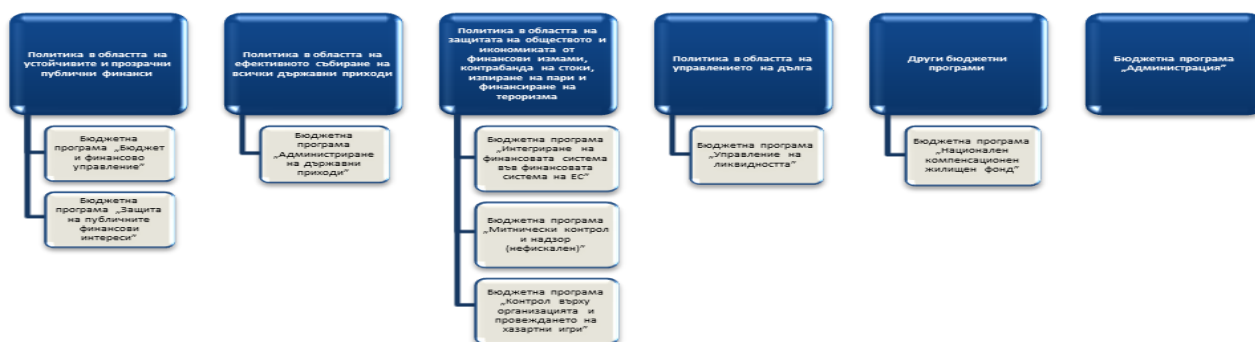 Политика в областта на
устойчивите и прозрачни
публични финанси
Бюджетна
програма „Бюджет
и финансово
управление“
Бюджетна
програма „Защита
на публичните
финансови
интереси“
Политика в областта на
ефективното събиране на
всички държавни приходи
Бюджетна
програма
„Администриране
на държавни
приходи“
Политика в областта на
защитата на обществото и
икономиката от
финансови измами,
контрабанда на стоки,
изпиране на пари и
финансиране на
тероризма
Бюджетна програма
„Интегриране на
финансовата система
във финансовата
система на ЕС“
Бюджетна програма
„Митнически контрол
и надзор
(нефискален)“
Бюджетна програма
„Контрол върху
организацията и
провеждането на
хазартни игри“
Политика в областта на
управлението на дълга
Бюджетна програма
„Управление на
ликвидността“
Други бюджетни
програми
Бюджетна програма
„Национален
компенсационен
жилищен фонд“
Бюджетна програма
„Администрация“